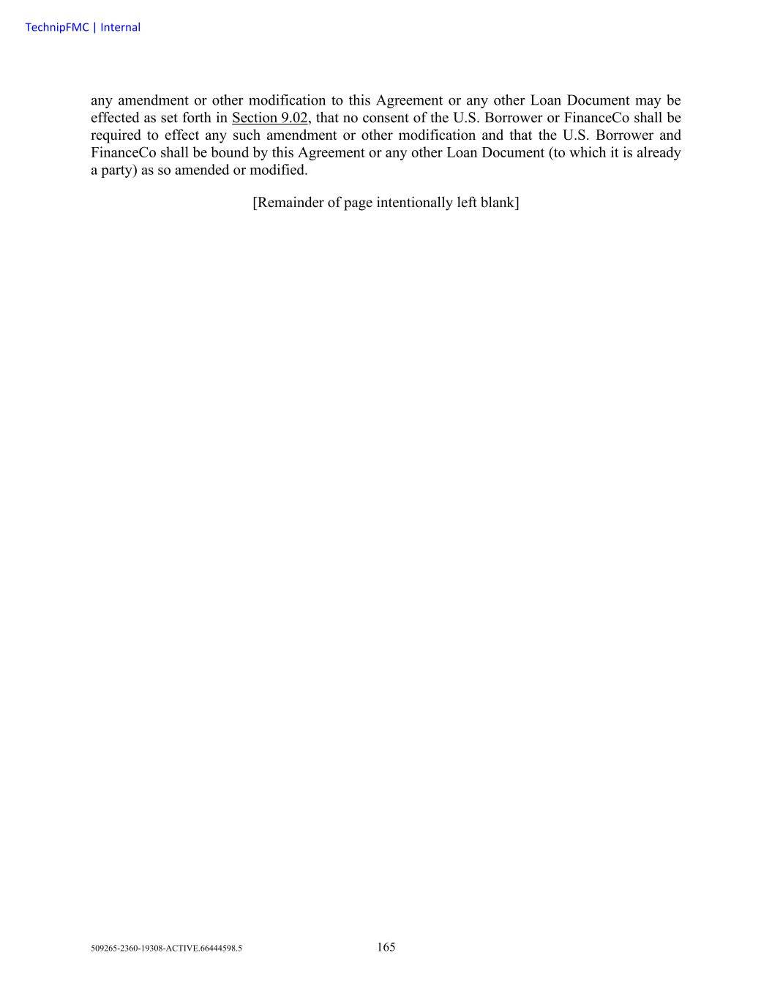 TechnipFMC | Internal
any amendment or other modification to this Agreement or any other Loan Document may be
effected as set forth in Section 9.02, that no consent of the U.S. Borrower or FinanceCo shall be
required to effect any such amendment or other modification and that the U.S. Borrower and
FinanceCo shall be bound by this Agreement or any other Loan Document (to which it is already
a party) as so amended or modified.
[Remainder of page intentionally left blank]
509265-2360-19308-ACTIVE.66444598.5 165